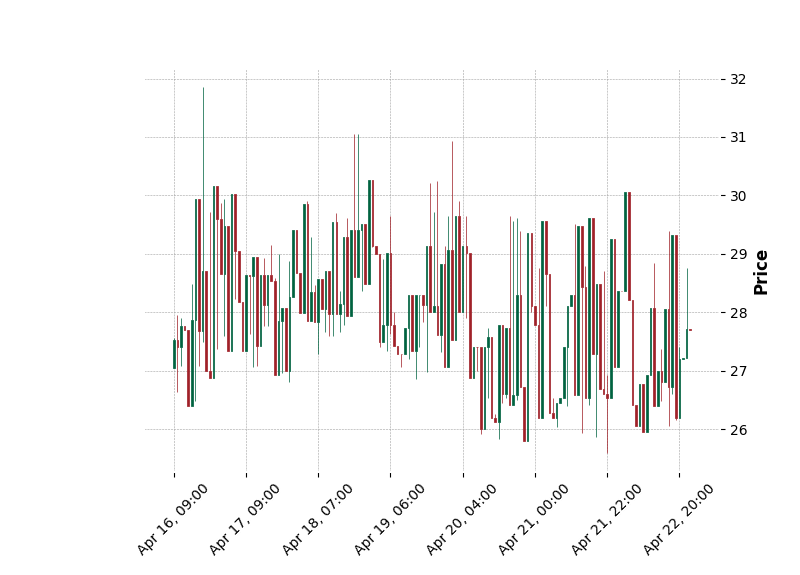 32
31
30
29
28
27
26
Price
Apr 16, 09:00
Apr 17, 09:00
Apr 18, 07:00
Apr 19, 06:00
Apr 20, 04:00
Apr 21, 00:00
Apr 21, 22:00
Apr 22, 20:00